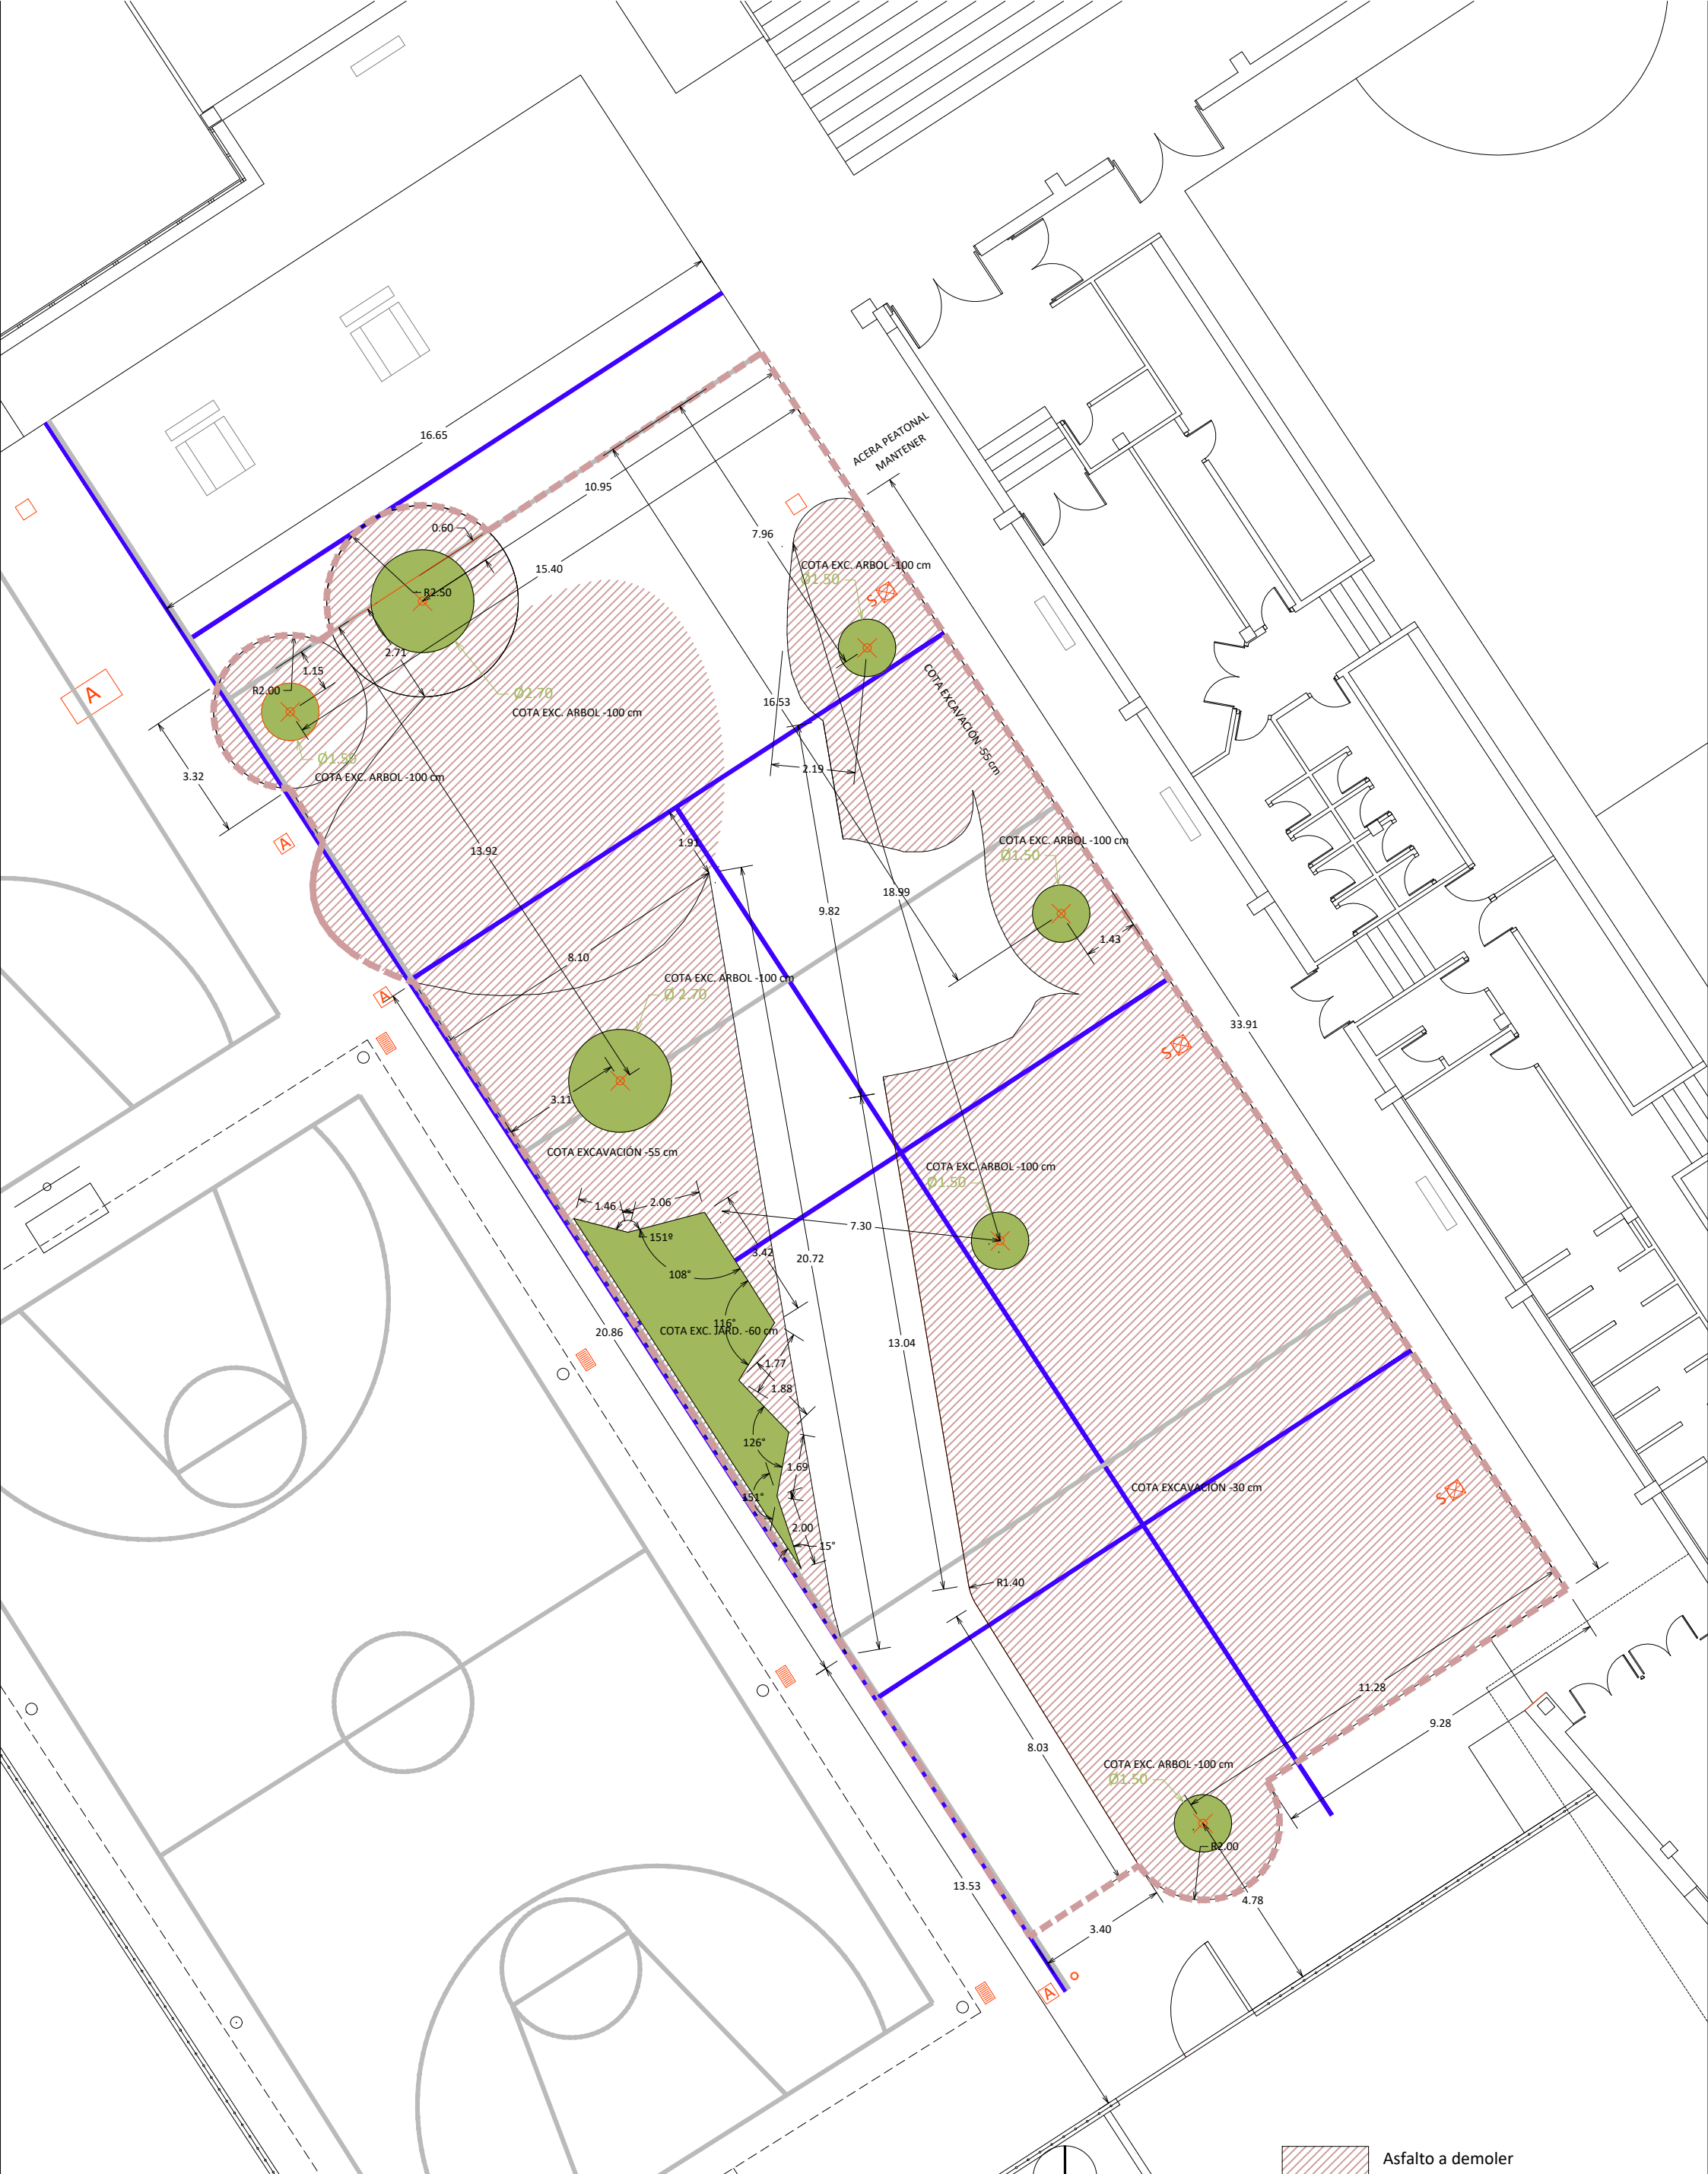 16.65
ACERA PEATONAL
MANTENER
10.95
0.60
7.96
15.40
COTA EXC. ARBOL -100 cm
Ø1.50
S
R2.50
2.71
1.15
R2.00
A
Ø2.70
COTA EXC. ARBOL -100 cm
16.53
COTA EXCAVACIÓN -55 cm
Ø1.50
COTA EXC. ARBOL -100 cm
3.32
2.19
A
1.91
13.92
COTA EXC. ARBOL -100 cm
Ø1.50
18.99
9.82
1.43
8.10
COTA EXC. ARBOL -100 cm
Ø 2.70
A
33.91
S
3.11
COTA EXCAVACIÓN -55 cm
COTA EXC. ARBOL -100 cm
Ø1.50
1.46
2.06
7.30
151º
3.42
20.72
108°
116°
COTA EXC. JARD. -60 cm
20.86
13.04
1.77
1.88
126°
1.69
151°
COTA EXCAVACIÓN -30 cm
S
2.00
15°
R1.40
11.28
9.28
8.03
COTA EXC. ARBOL -100 cm
Ø1.50
R2.00
13.53
4.78
3.40
A
Asfalto a demoler